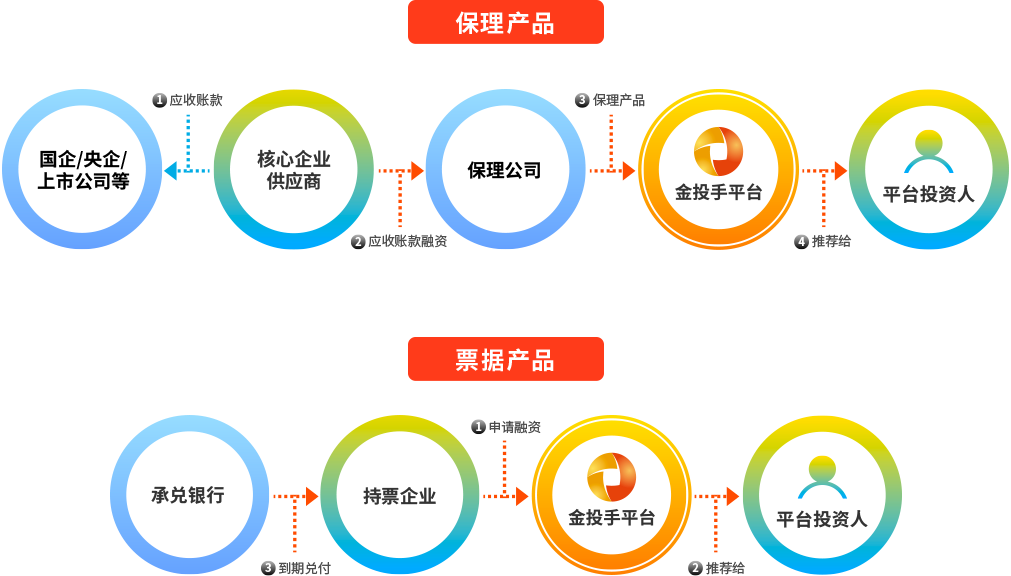 保理产品
1 应收账款
3 保理产品
国企/央企/
上市公司等
核心企业
供应商
保理公司
金投手平台
平台投资人
2 应收账款融资
4 推荐给
票据产品
1 申请融资
承兑银行
持票企业
金投手平台
平台投资人
3 到期兑付
2 推荐给